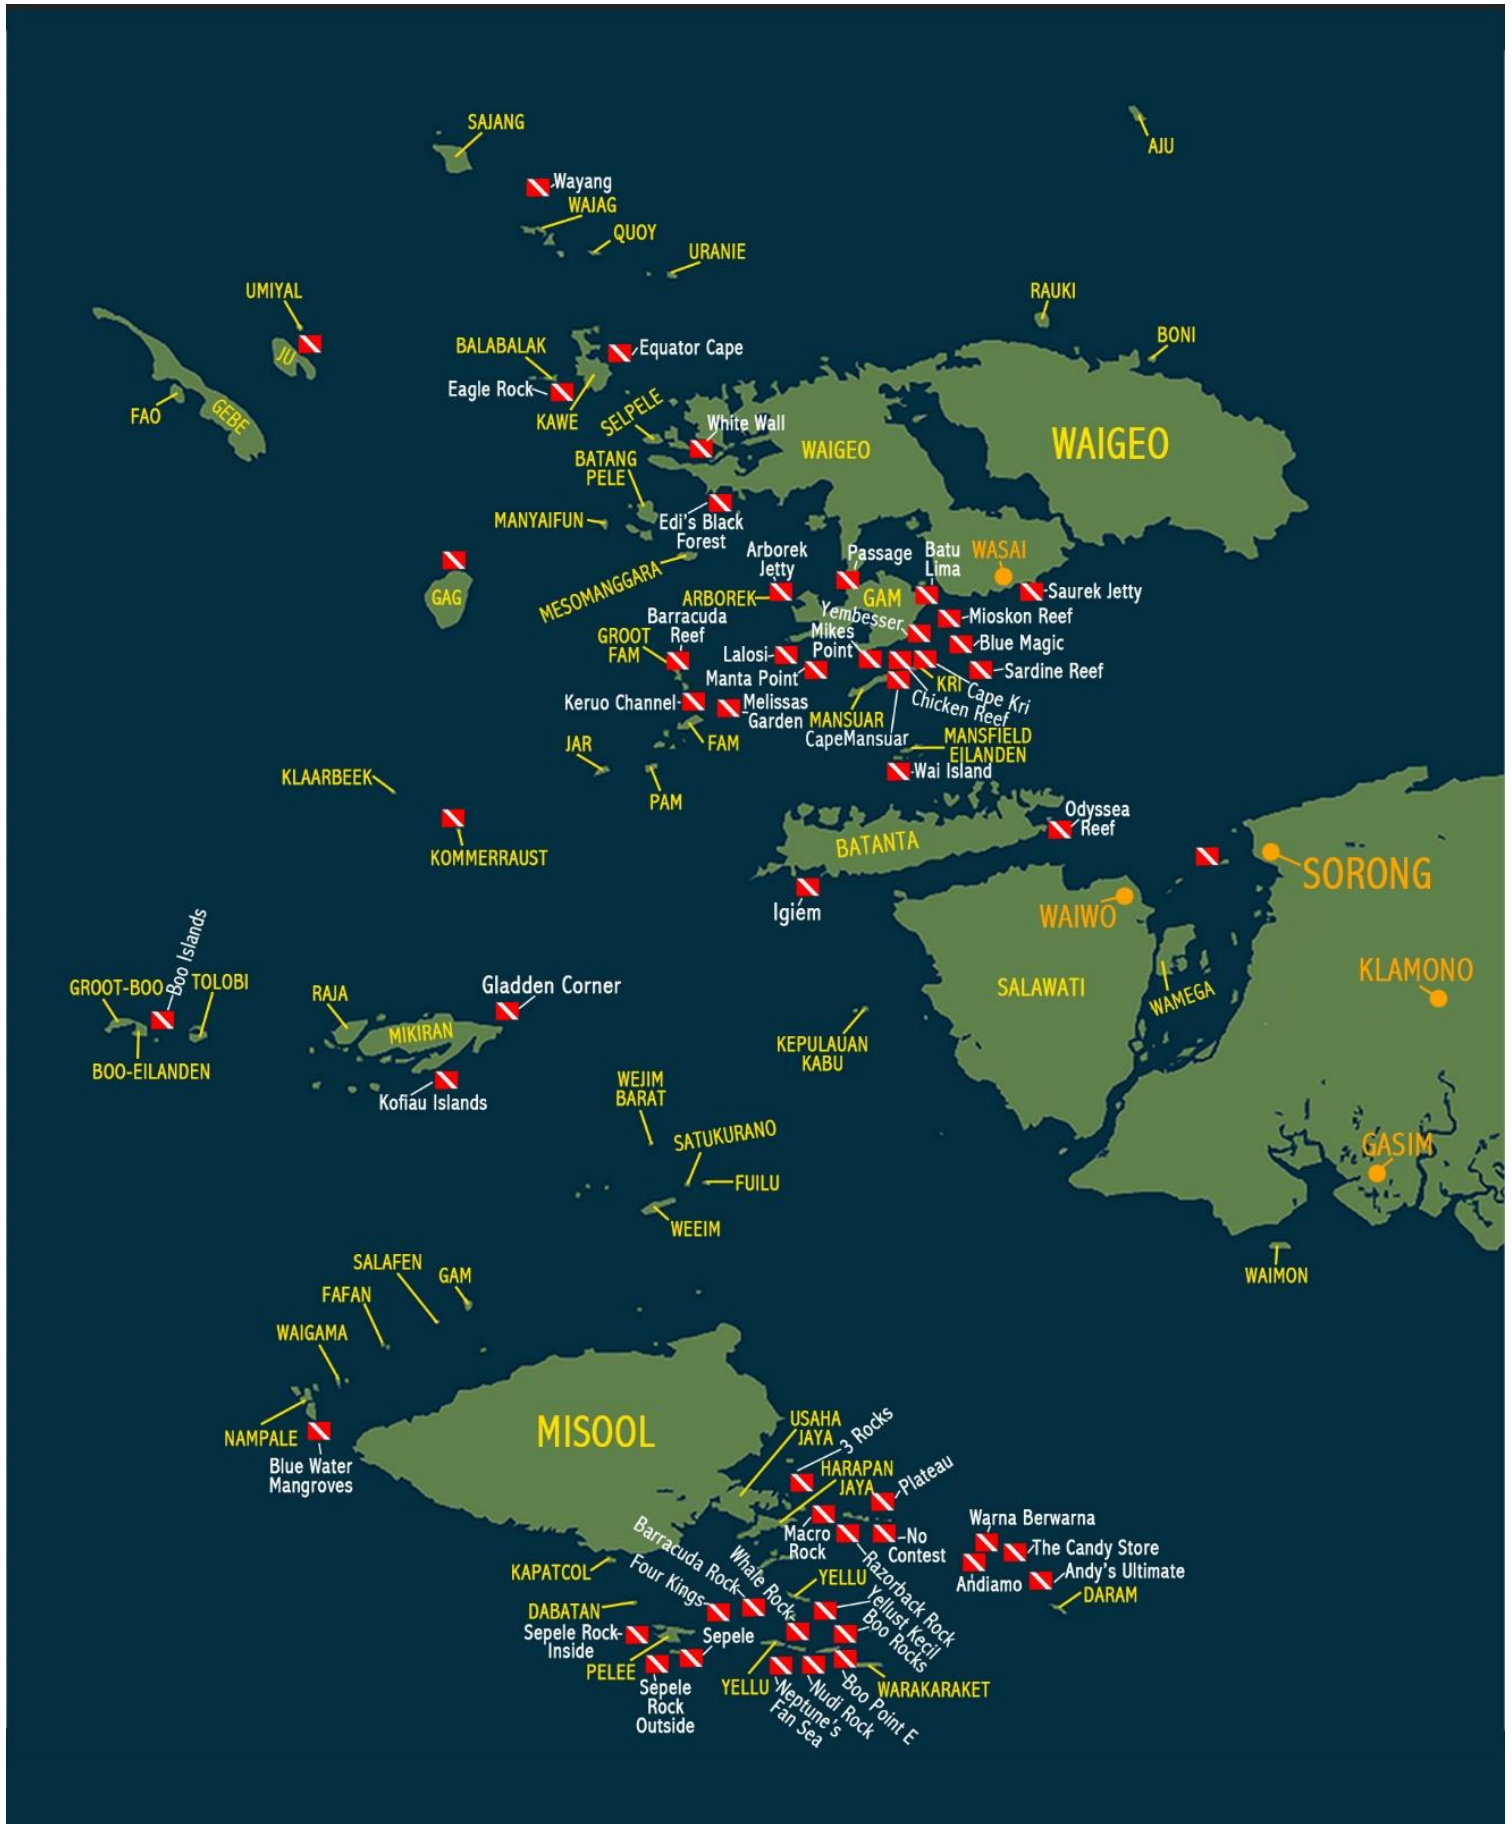 SAJANG
AJU
Wayang
WAJAG
QUOY
URANIE
UMIYAL
RAUKI
BONI
JU
BALABALAK
Equator Cape
Eagle Rock
FAO
GEBE
KAWE
SELPELE
White Wall
WAIGEO
WAIGEO
BATANG
PELE
MANYAIFUN
Edi's Black
Forest
Arborek
Jetty
Passage
Batu
Lima
WASAI
MESOMANGGARA
GAG
ARBOREK
GAM
Saurek Jetty
Barracuda
Reef
Yembesser
Mioskon Reef
GROOT
FAM
Mikes
Point
Blue Magic
Lalosi
Manta Point
Sardine Reef
KRI
Cape Kri
Chicken Reef
Keruo Channel
Melissas
Garden
MANSUAR
CapeMansuar
FAM
JAR
MANSFIELD
EILANDEN
Wai Island
KLAARBEEK
PAM
Odyssea
Reef
KOMMERRAUST
BATANTA
SORONG
Igiem
WAIWO
Boo Islands
GROOT-BOO
TOLOBI
RAJA
Gladden Corner
SALAWATI
WAMEGA
KLAMONO
MIKIRAN
BOO-EILANDEN
KEPULAUAN
KABU
Kofiau Islands
WEJIM
BARAT
SATUKURANO
GASIM
FUILU
WEEIM
SALAFEN
GAM
WAIMON
FAFAN
WAIGAMA
NAMPALE
MISOOL
USAHA
JAYA
3 Rocks
Blue Water
Mangroves
HARAPAN
JAYA
Plateau
Macro
Rock
No
Contest
Warna Berwarna
The Candy Store
Andiamo
Andy's Ultimate
DARAM
Barracuda Rock
Whale Rock
Razorback Rock
KAPATCOL
Four Kings
YELLU
Yellust Kecil
Boo Rocks
DABATAN
Sepele Rock
Inside
Sepele
PELEE
Sepele
Rock
Outside
YELLU
Neptune's
Fan Sea
Nudi Rock
Boo Point E
WARAKARAKET